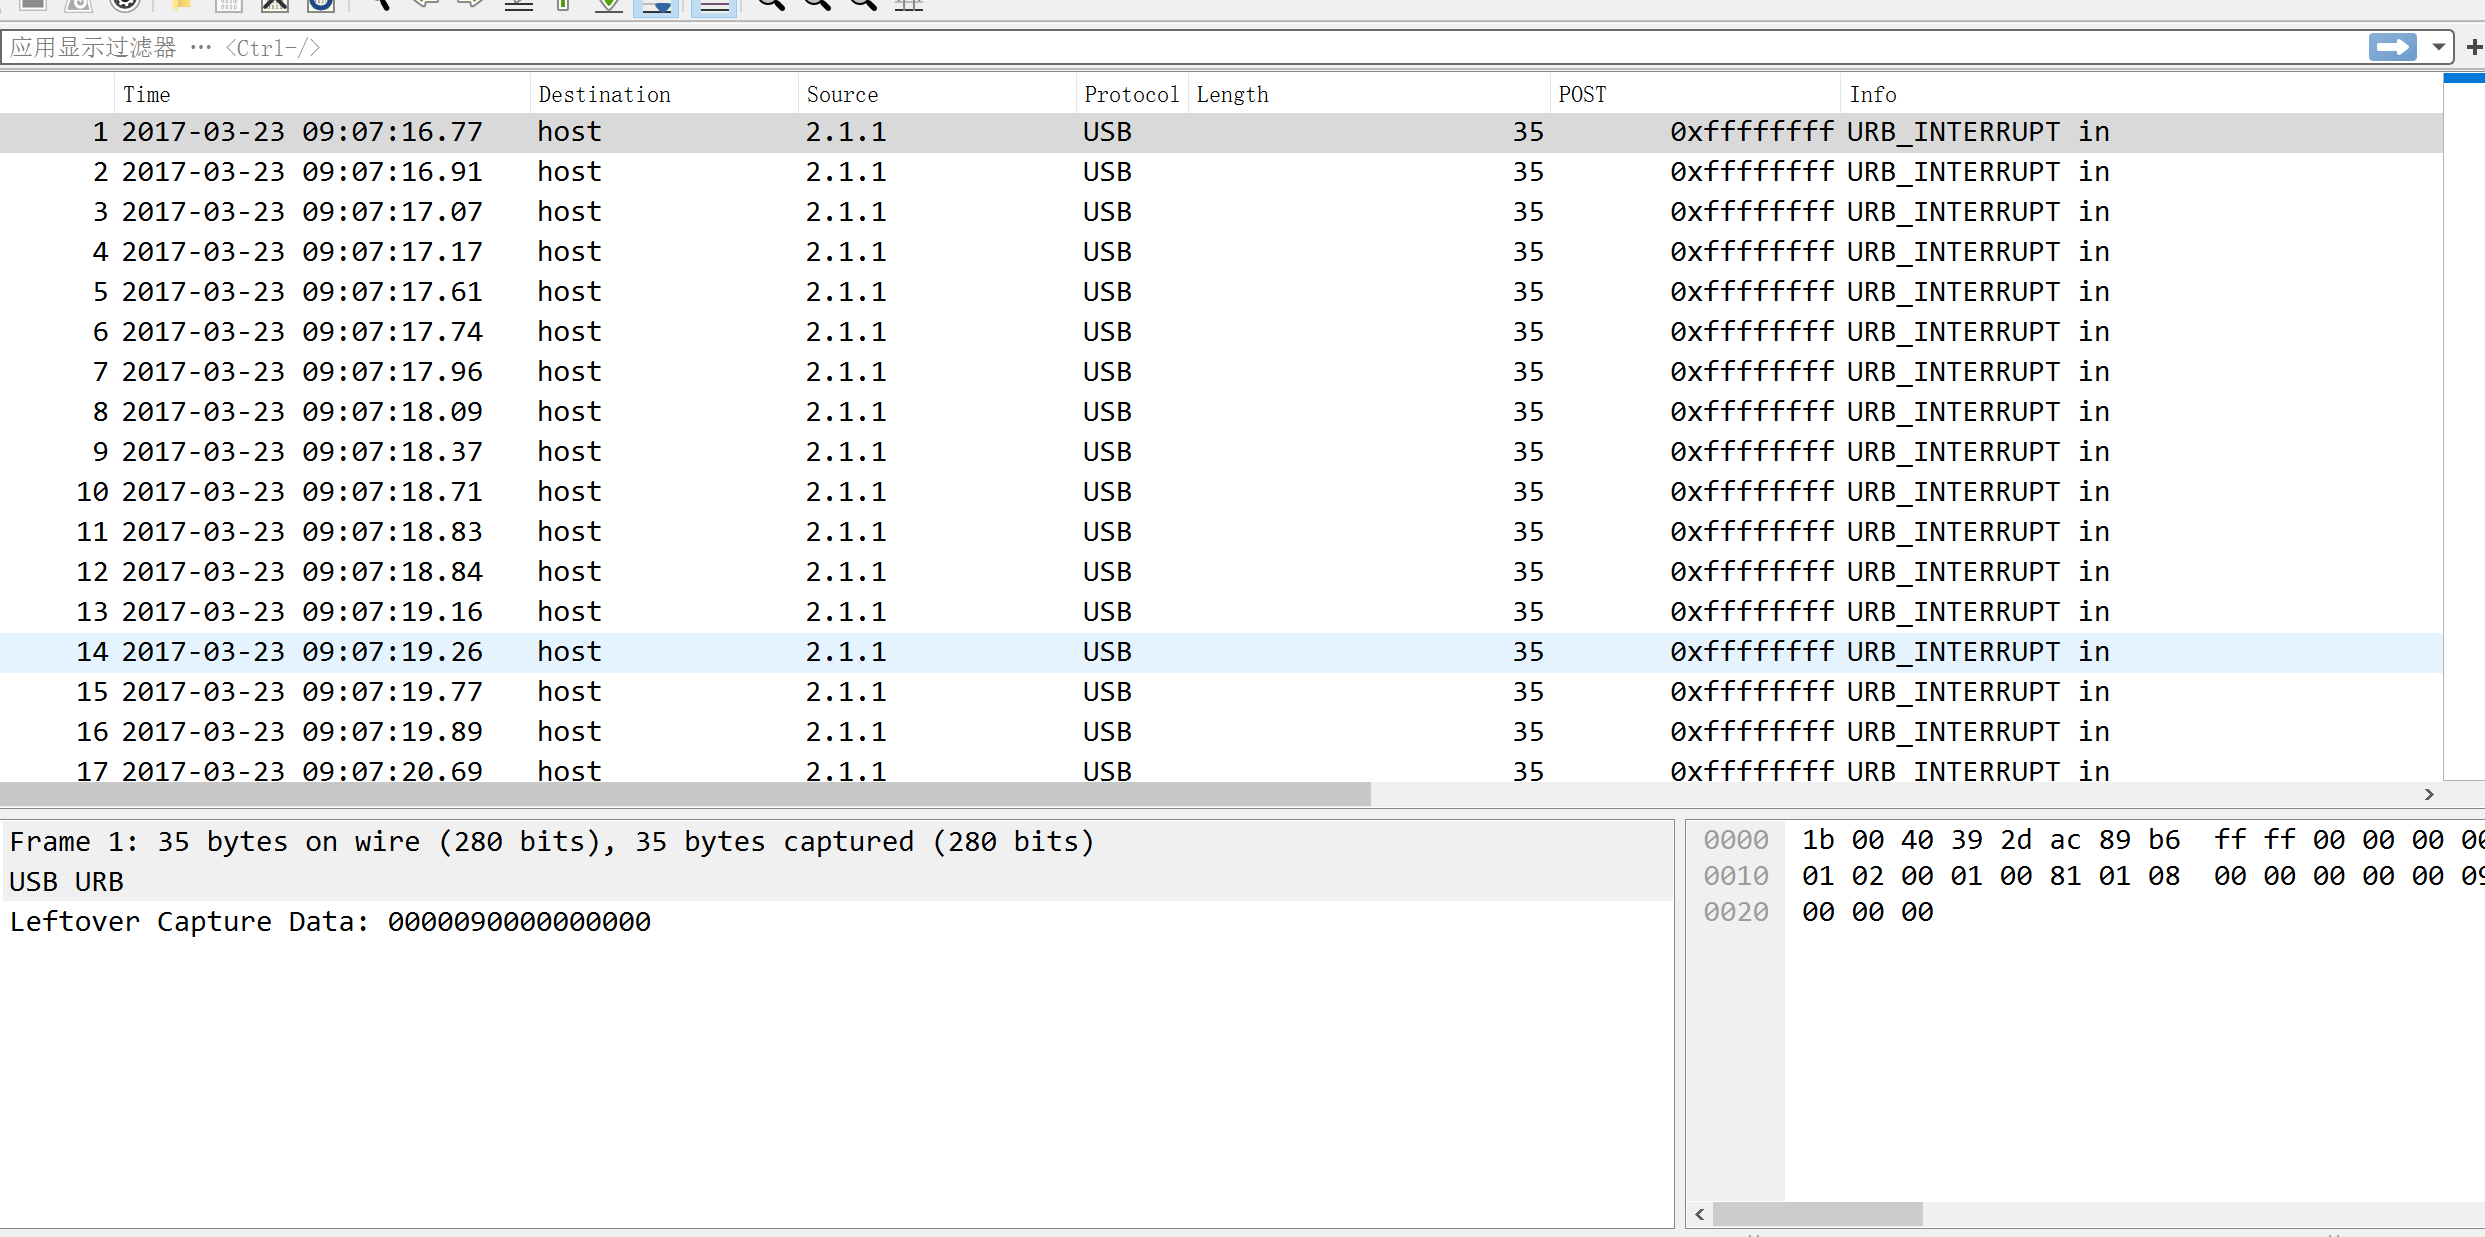 应用显示过滤器 … <Ctrl-/>
Time Destination Source Protocol Length POST Info
1 2017-03-23 09:07:16.77 host 2.1.1 USB 35 0xffffffff URB_INTERRUPT in
2 2017-03-23 09:07:16.91 host 2.1.1 USB 35 0xffffffff URB_INTERRUPT in
3 2017-03-23 09:07:17.07 host 2.1.1 USB 35 0xffffffff URB_INTERRUPT in
4 2017-03-23 09:07:17.17 host 2.1.1 USB 35 0xffffffff URB_INTERRUPT in
5 2017-03-23 09:07:17.61 host 2.1.1 USB 35 0xffffffff URB_INTERRUPT in
6 2017-03-23 09:07:17.74 host 2.1.1 USB 35 0xffffffff URB_INTERRUPT in
7 2017-03-23 09:07:17.96 host 2.1.1 USB 35 0xffffffff URB_INTERRUPT in
8 2017-03-23 09:07:18.09 host 2.1.1 USB 35 0xffffffff URB_INTERRUPT in
9 2017-03-23 09:07:18.37 host 2.1.1 USB 35 0xffffffff URB_INTERRUPT in
10 2017-03-23 09:07:18.71 host 2.1.1 USB 35 0xffffffff URB_INTERRUPT in
11 2017-03-23 09:07:18.83 host 2.1.1 USB 35 0xffffffff URB_INTERRUPT in
12 2017-03-23 09:07:18.84 host 2.1.1 USB 35 0xffffffff URB_INTERRUPT in
13 2017-03-23 09:07:19.16 host 2.1.1 USB 35 0xffffffff URB_INTERRUPT in
14 2017-03-23 09:07:19.26 host 2.1.1 USB 35 0xffffffff URB_INTERRUPT in
15 2017-03-23 09:07:19.77 host 2.1.1 USB 35 0xffffffff URB_INTERRUPT in
16 2017-03-23 09:07:19.89 host 2.1.1 USB 35 0xffffffff URB_INTERRUPT in
17 2017-03-23 09:07:20.69 host 2.1.1 USB 35 0xffffffff URB_INTERRUPT in
Frame 1: 35 bytes on wire (280 bits), 35 bytes captured (280 bits)
USB URB
Leftover Capture Data: 0000090000000000
0000 1b 00 40 39 2d ac 89 b6 ff ff 00 00 00 00
0010 01 02 00 01 00 81 01 08 00 00 00 00 00 09
0020 00 00 00